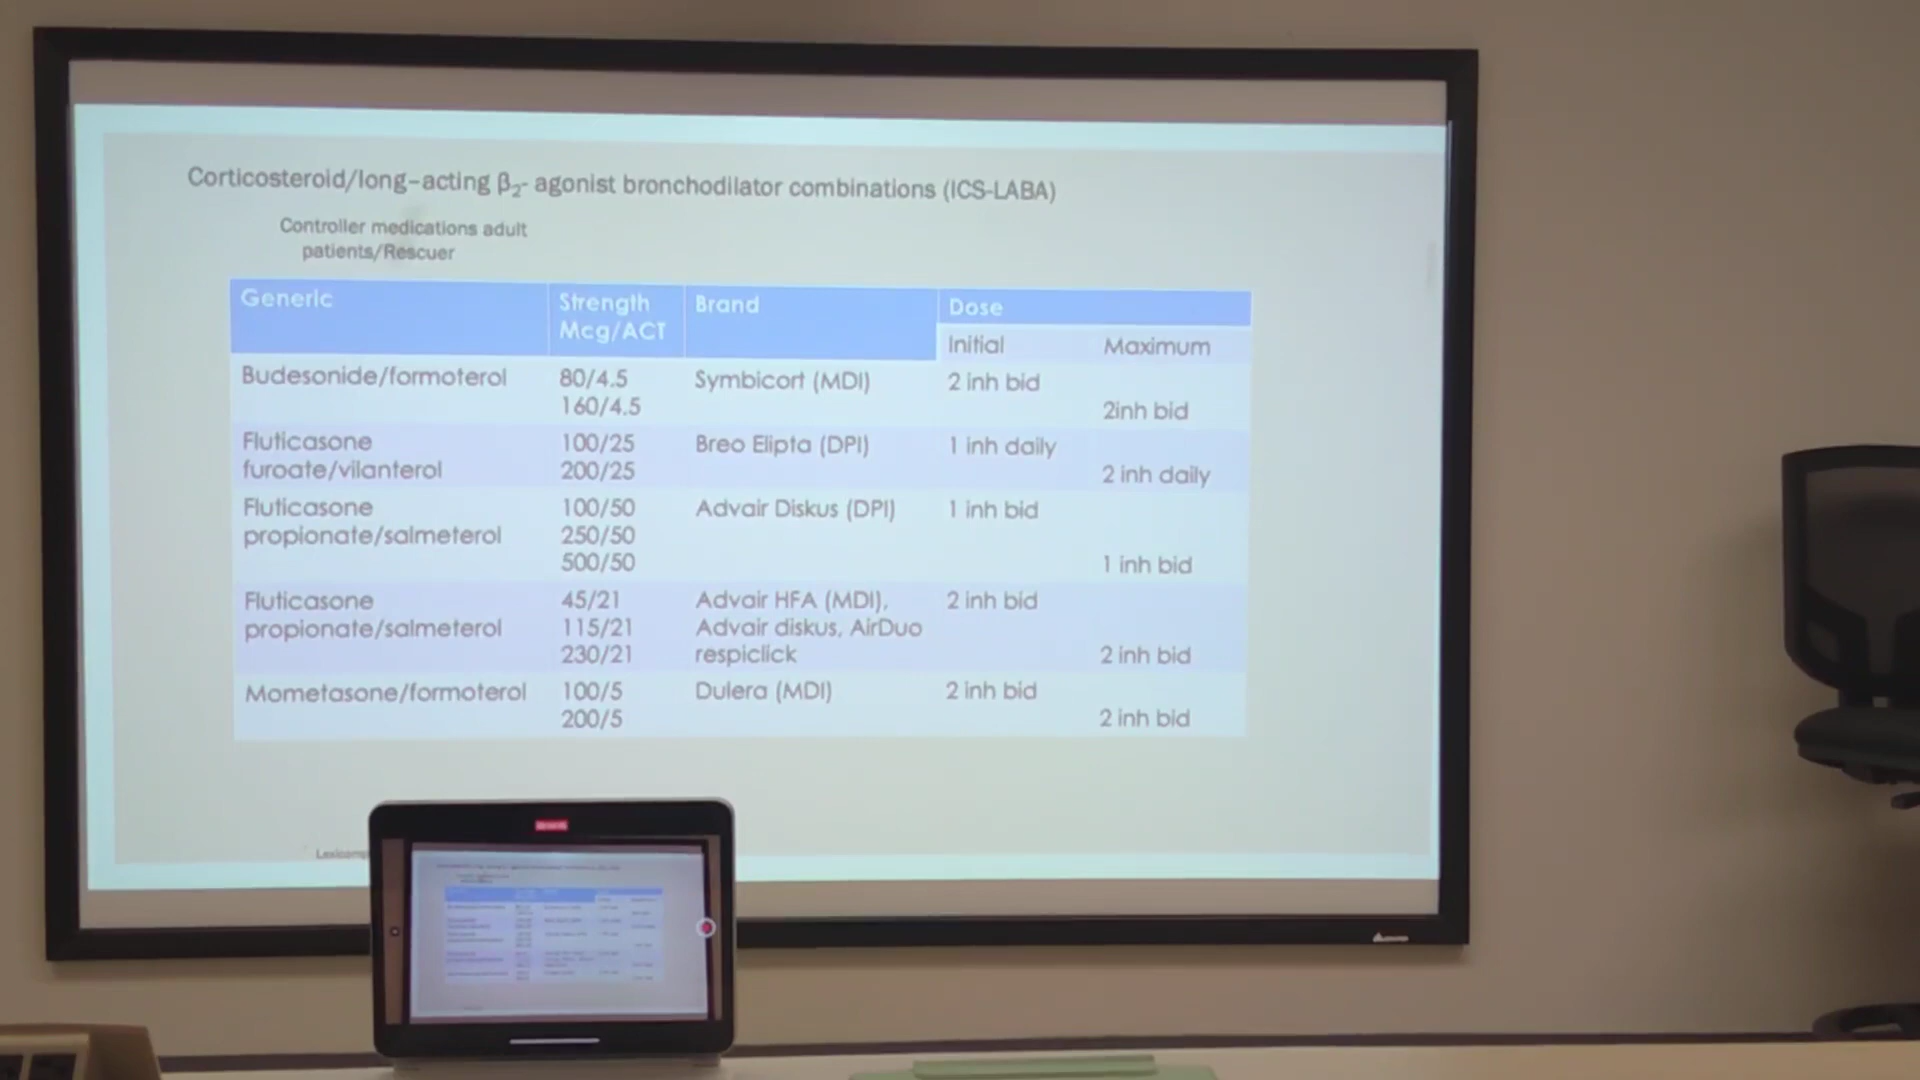 Corticosteroid/long-acting β2- agonist bronchodilator combinations (ICS-LABA)
Controller medications adult
patients/Rescuer
Generic Strength Brand Dose
Mcg/ACT
Initial Maximum
Budesonide/formoterol 80/4.5 Symbicort (MDI) 2 inh bid
160/4.5 2inh bid
Fluticasone 100/25 Breo Elipta (DPI) 1 inh daily
furoate/vilanterol 200/25 2 inh daily
Fluticasone 100/50 Advair Diskus (DPI) 1 inh bid
propionate/salmeterol 250/50
500/50 1 inh bid
Fluticasone 45/21 Advair HFA (MDI), 2 inh bid
propionate/salmeterol 115/21 Advair diskus, AirDuo
230/21 respiclick 2 inh bid
Mometasone/formoterol 100/5 Dulera (MDI) 2 inh bid
200/5 2 inh bid